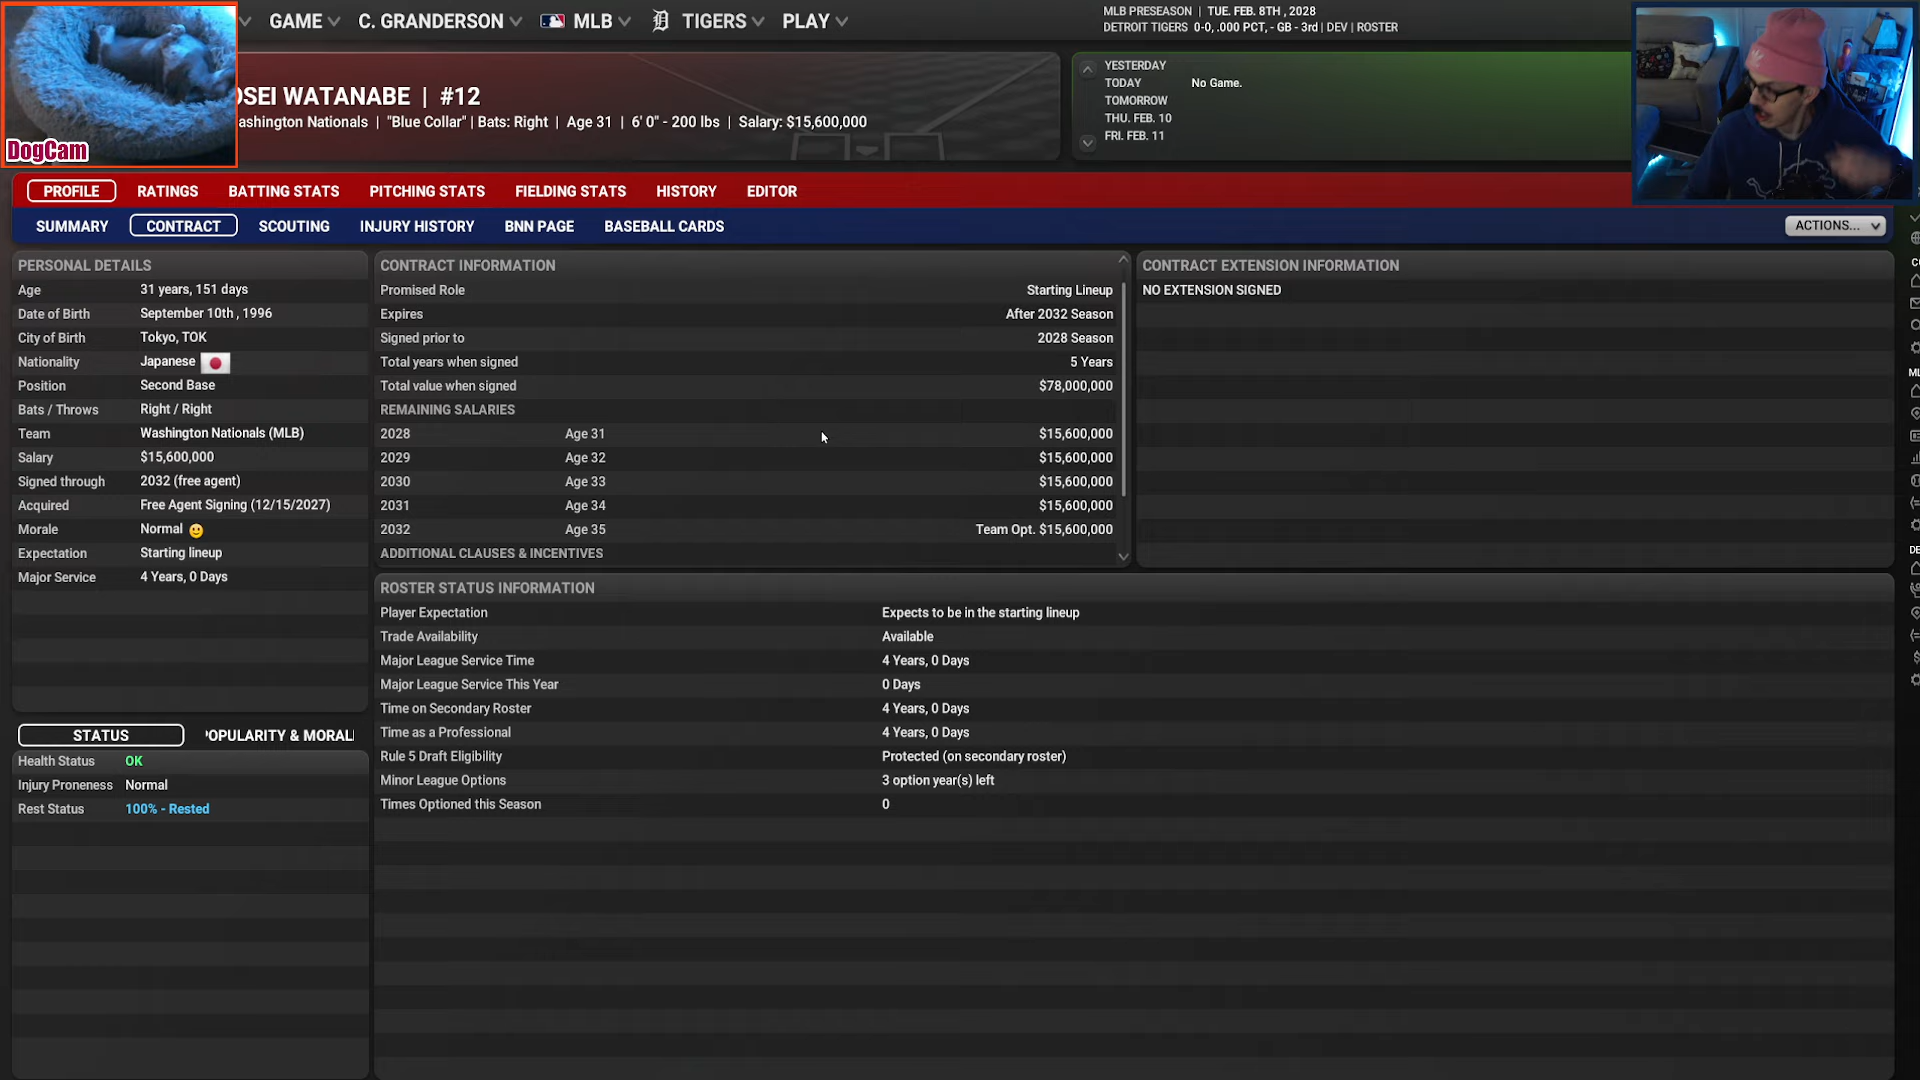 GAME C. GRANDERSON MLB TIGERS PLAY
MLB PRESEASON | TUE. FEB. 8TH , 2028
DETROIT TIGERS 0-0, .000 PCT, - GB - 3rd | DEV | ROSTER
DogCam
OSEI WATANABE | #12
ashington Nationals | "Blue Collar" | Bats: Right | Age 31 | 6' 0" - 200 lbs | Salary: $15,600,000
YESTERDAY
TODAY No Game.
TOMORROW
THU. FEB. 10
FRI. FEB. 11
PROFILE RATINGS BATTING STATS PITCHING STATS FIELDING STATS HISTORY EDITOR
SUMMARY CONTRACT SCOUTING INJURY HISTORY BNN PAGE BASEBALL CARDS ACTIONS...
PERSONAL DETAILS
Age 31 years, 151 days
Date of Birth September 10th , 1996
City of Birth Tokyo, TOK
Nationality Japanese
Position Second Base
Bats / Throws Right / Right
Team Washington Nationals (MLB)
Salary $15,600,000
Signed through 2032 (free agent)
Acquired Free Agent Signing (12/15/2027)
Morale Normal
Expectation Starting lineup
Major Service 4 Years, 0 Days
STATUS POPULARITY & MORAL
Health Status OK
Injury Proneness Normal
Rest Status 100% - Rested
CONTRACT INFORMATION
Promised Role Starting Lineup
Expires After 2032 Season
Signed prior to 2028 Season
Total years when signed 5 Years
Total value when signed $78,000,000
REMAINING SALARIES
2028 Age 31 $15,600,000
2029 Age 32 $15,600,000
2030 Age 33 $15,600,000
2031 Age 34 $15,600,000
2032 Age 35 Team Opt. $15,600,000
ADDITIONAL CLAUSES & INCENTIVES
CONTRACT EXTENSION INFORMATION
NO EXTENSION SIGNED
ROSTER STATUS INFORMATION
Player Expectation Expects to be in the starting lineup
Trade Availability Available
Major League Service Time 4 Years, 0 Days
Major League Service This Year 0 Days
Time on Secondary Roster 4 Years, 0 Days
Time as a Professional 4 Years, 0 Days
Rule 5 Draft Eligibility Protected (on secondary roster)
Minor League Options 3 option year(s) left
Times Optioned this Season 0